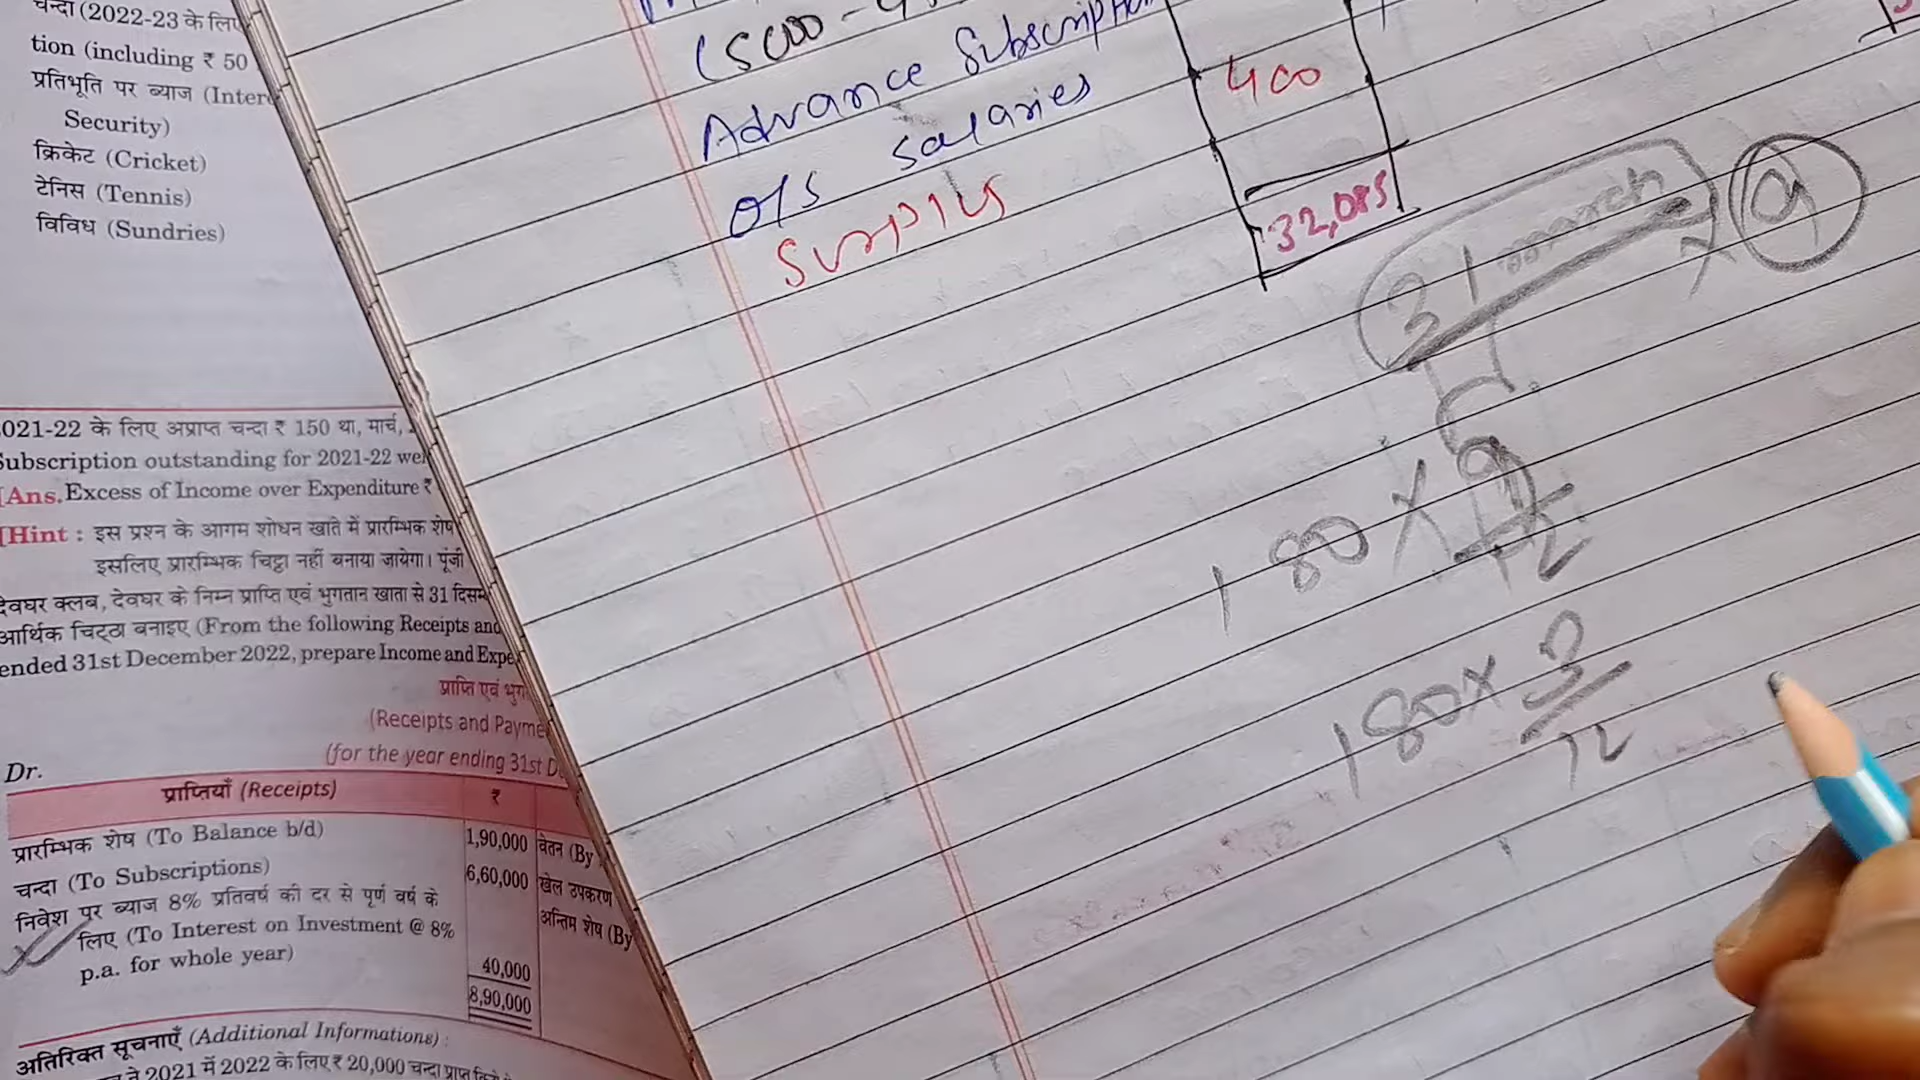 चन्दा (2022-23 के लिए
tion (including ₹ 50
प्रतिभूति पर ब्याज (Inter
Security)
क्रिकेट (Cricket)
टेनिस (Tennis)
विविध (Sundries)
021-22 के लिए अप्राप्त चन्दा ₹ 150 था, मार्च,
Subscription outstanding for 2021-22 we
[Ans. Excess of Income over Expenditure ₹
[Hint : इस प्रश्न के आगम शोधन खाते में प्रारम्भिक शेष
इसलिए प्रारम्भिक चिट्ठा नहीं बनाया जायेगा। पूंजी
देवघर क्लब, देवघर के निम्न प्राप्ति एवं भुगतान खाता से 31 दिसम
आर्थिक चिट्ठा बनाइए (From the following Receipts and
ended 31st December 2022, prepare Income and Expe
प्राप्ति एवं भुग
(Receipts and Payme
(for the year ending 31st D
Dr.
प्राप्तियाँ (Receipts) ₹
प्रारम्भिक शेष (To Balance b/d) 1,90,000 वेतन (By
चन्दा (To Subscriptions) 6,60,000 खेल उपकरण
निवेश पर ब्याज 8% प्रतिवर्ष की दर से पूर्ण वर्ष के अन्तिम शेष (By
लिए (To Interest on Investment @ 8%
p.a. for whole year) 40,000
8,90,000
अतिरिक्त सूचनाएँ (Additional Informations) :
ने 2021 में 2022 के लिए ₹ 20,000 चन्दा प्राप्त
(5000 -
Advance Subscription
O/S salaries 400
Surplus
32,085
31 march 9
180 × 9/12
180 × 3/12